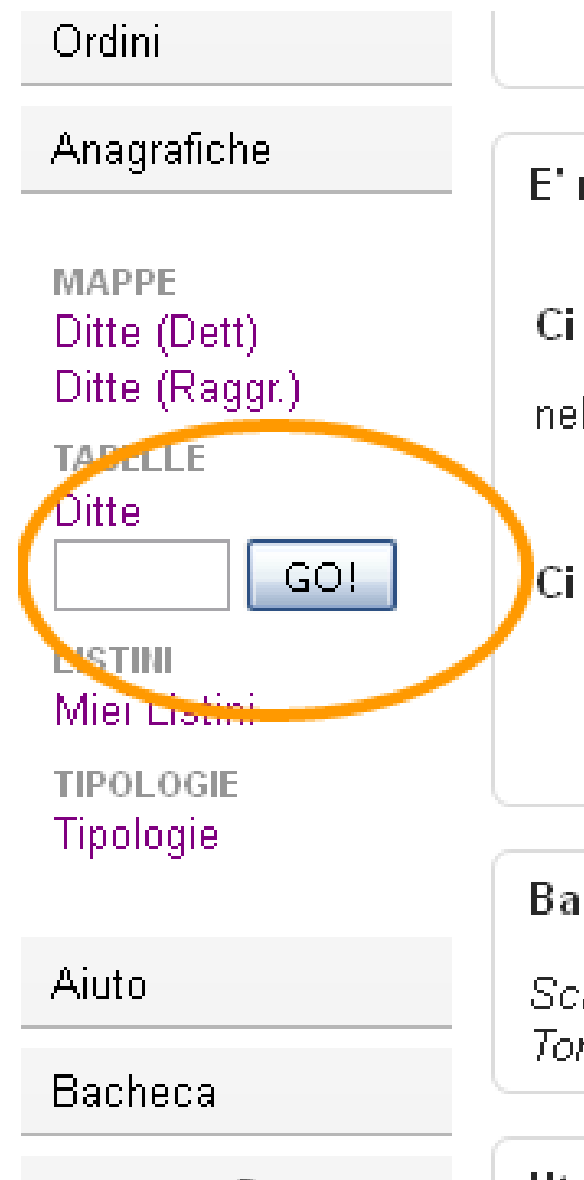 Ordini
Anagrafiche
MAPPE
Ditte (Dett)
Ditte (Raggr.)
TABELLE
Ditte
GO!
LISTINI
Miei Listini
TIPOLOGIE
Tipologie
Aiuto
Bacheca
E'
Ci
nel
Ci
Ba